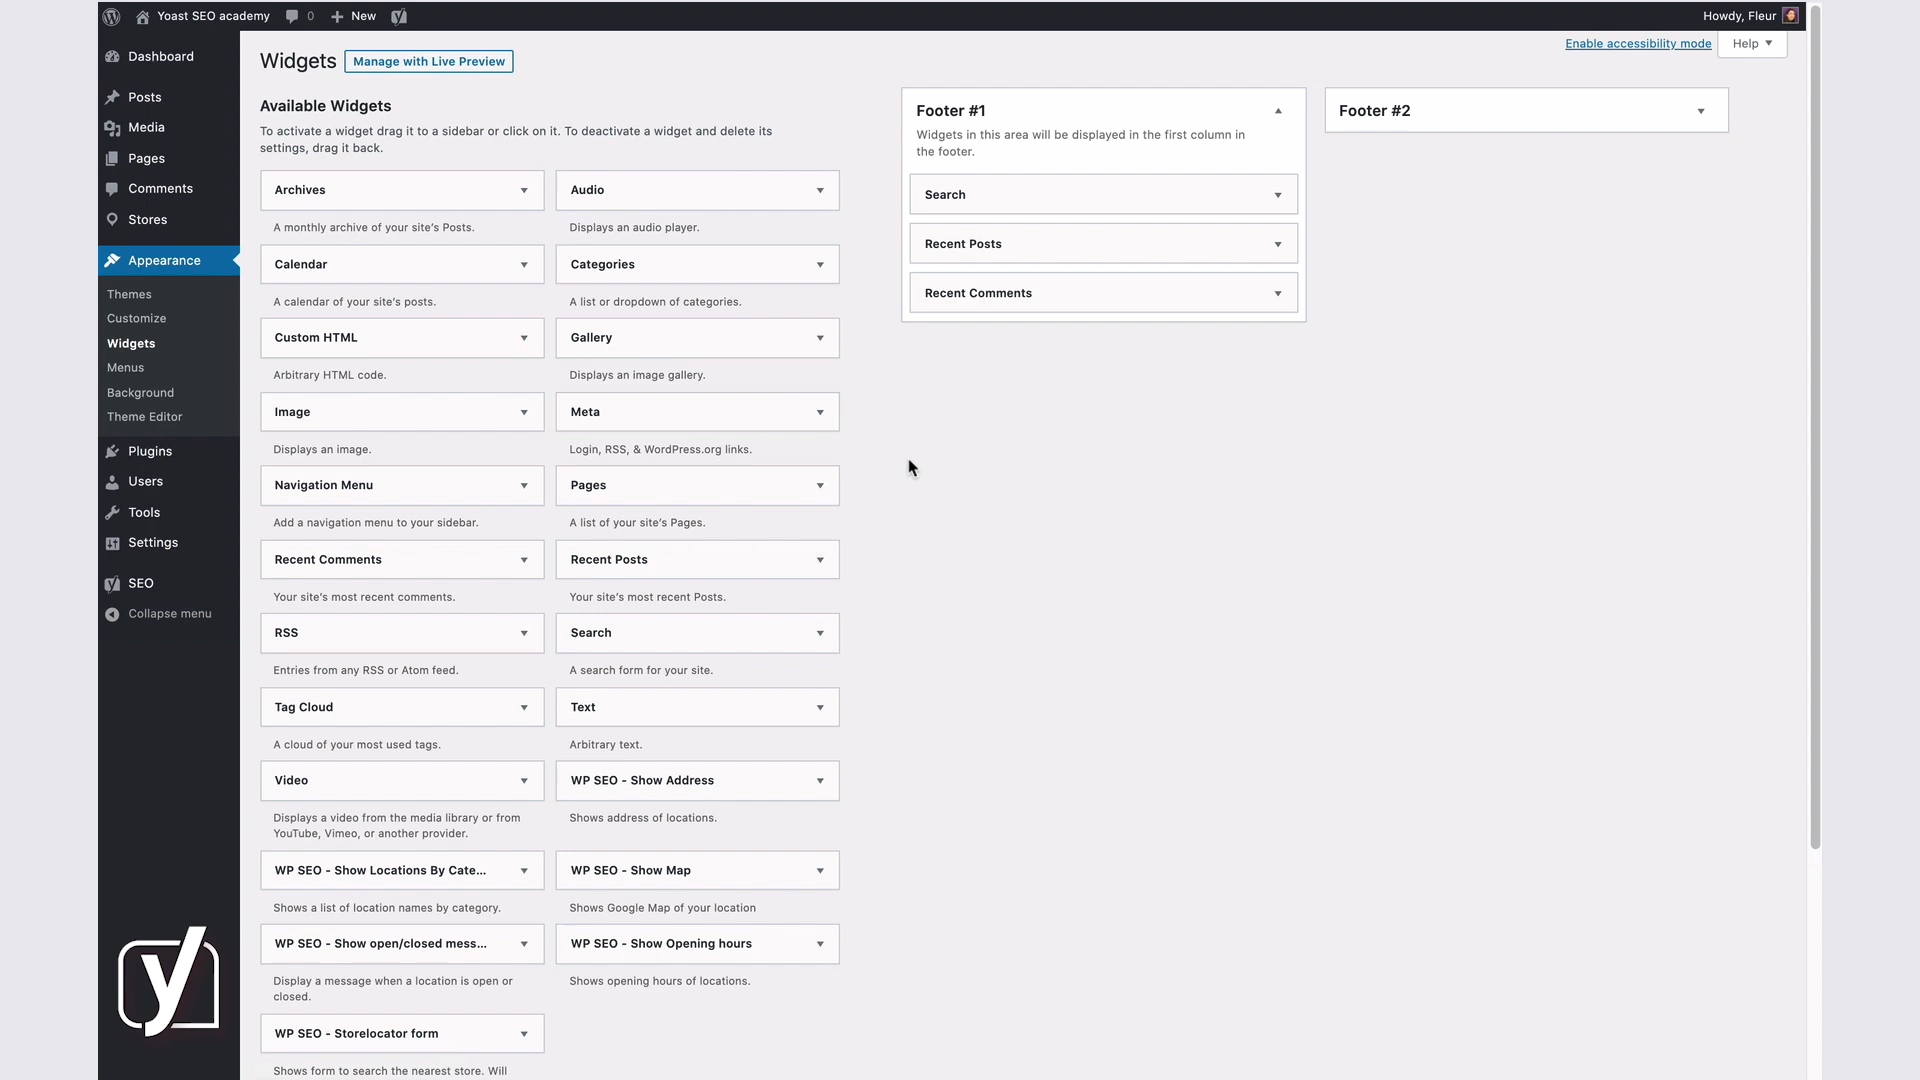 Yoast SEO academy 0 New Howdy, Fleur
Dashboard
Posts
Media
Pages
Comments
Stores
Appearance
Themes
Customize
Widgets
Menus
Background
Theme Editor
Plugins
Users
Tools
Settings
SEO
Collapse menu
Enable accessibility mode
Help
Widgets
Manage with Live Preview
Available Widgets
To activate a widget drag it to a sidebar or click on it. To deactivate a widget and delete its
settings, drag it back.
Archives
A monthly archive of your site's Posts.
Audio
Displays an audio player.
Calendar
A calendar of your site's posts.
Categories
A list or dropdown of categories.
Custom HTML
Arbitrary HTML code.
Gallery
Displays an image gallery.
Image
Displays an image.
Meta
Login, RSS, & WordPress.org links.
Navigation Menu
Add a navigation menu to your sidebar.
Pages
A list of your site's Pages.
Recent Comments
Your site's most recent comments.
Recent Posts
Your site's most recent Posts.
RSS
Entries from any RSS or Atom feed.
Search
A search form for your site.
Tag Cloud
A cloud of your most used tags.
Text
Arbitrary text.
Video
Displays a video from the media library or from
YouTube, Vimeo, or another provider.
WP SEO - Show Address
Shows address of locations.
WP SEO - Show Locations By Cate...
Shows a list of location names by category.
WP SEO - Show Map
Shows Google Map of your location
WP SEO - Show open/closed mess...
Display a message when a location is open or
closed.
WP SEO - Show Opening hours
Shows opening hours of locations.
WP SEO - Storelocator form
Shows form to search the nearest store. Will
Footer #1
Widgets in this area will be displayed in the first column in
the footer.
Search
Recent Posts
Recent Comments
Footer #2
y